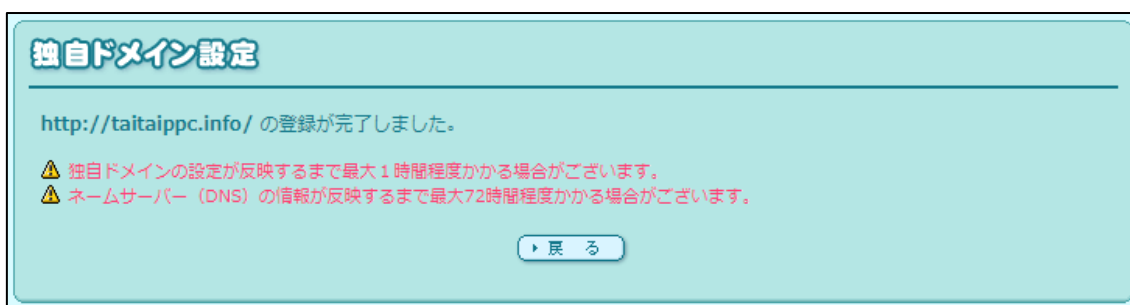 独自ドメイン設定
http://taitaippc.info/ の登録が完了しました。
独自ドメインの設定が反映するまで最大１時間程度かかる場合がございます。
ネームサーバー（DNS）の情報が反映するまで最大72時間程度かかる場合がございます。
戻 る